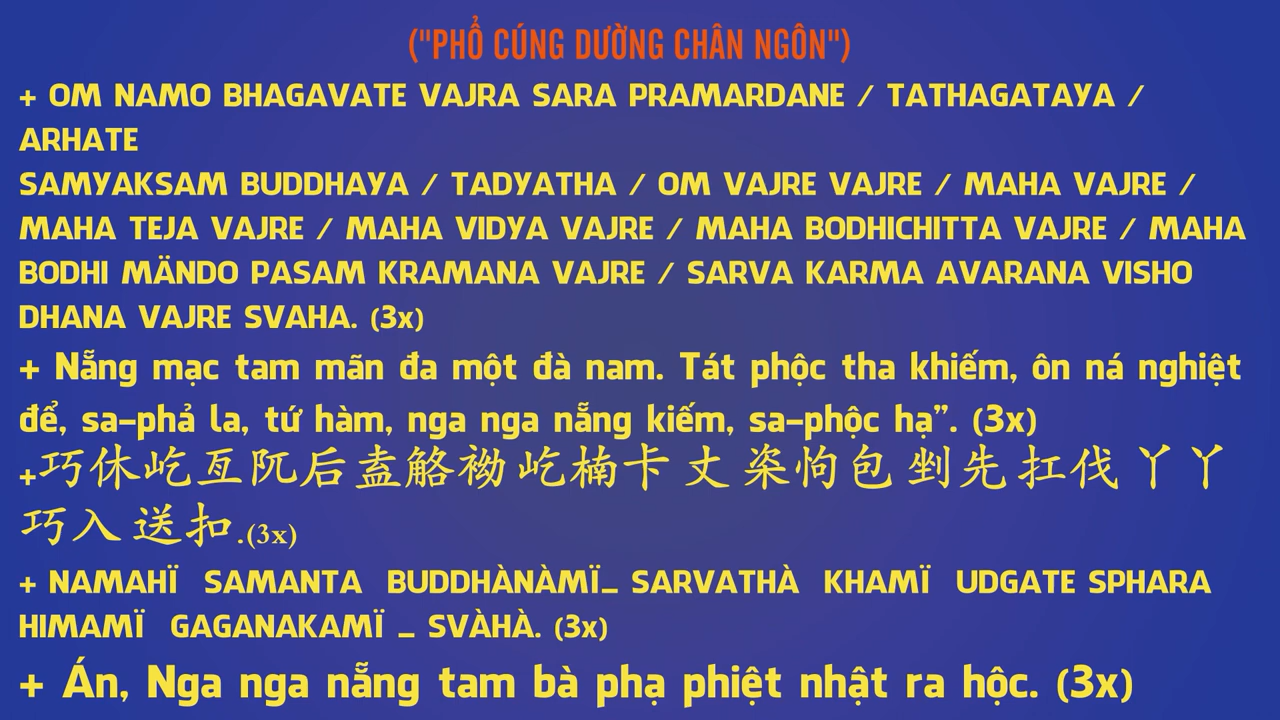 ("PHỔ CÚNG DƯỜNG CHÂN NGÔN")
+ OM NAMO BHAGAVATE VAJRA SARA PRAMARDANE / TATHAGATAYA /
ARHATE
SAMYAKSAM BUDDHAYA / TADYATHA / OM VAJRE VAJRE / MAHA VAJRE /
MAHA TEJA VAJRE / MAHA VIDYA VAJRE / MAHA BODHICHITTA VAJRE / MAHA
BODHI MÄNDO PASAM KRAMANA VAJRE / SARVA KARMA AVARANA VISHO
DHANA VAJRE SVAHA. (3x)
+ Nẵng mạc tam mãn đa một đà nam. Tát phộc tha khiếm, ôn ná nghiệt
để, sa-phả la, tứ hàm, nga nga nẵng kiếm, sa-phộc hạ”. (3x)
+巧休屹亙阢后盍觡袎屹楠卡丈栥怐包剉先扛伐丫丫
巧入送扣.(3x)
+ NAMAHÏ SAMANTA BUDDHÀNÀMÏ_ SARVATHÀ KHAMÏ UDGATE SPHARA
HIMAMÏ GAGANAKAMÏ _ SVÀHÀ. (3x)
+ Án, Nga nga nẵng tam bà phạ phiệt nhật ra hộc. (3x)